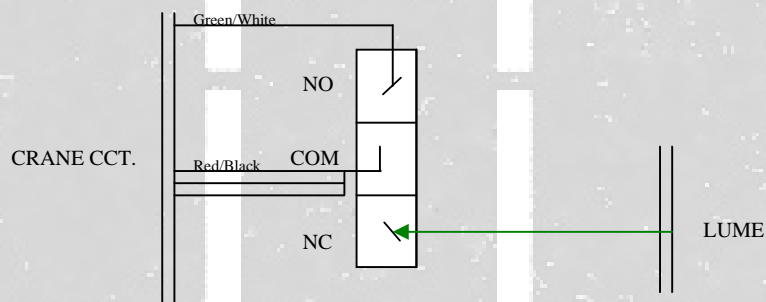 Green/White
NO
CRANE CCT.
Red/Black
COM
NC
LUME